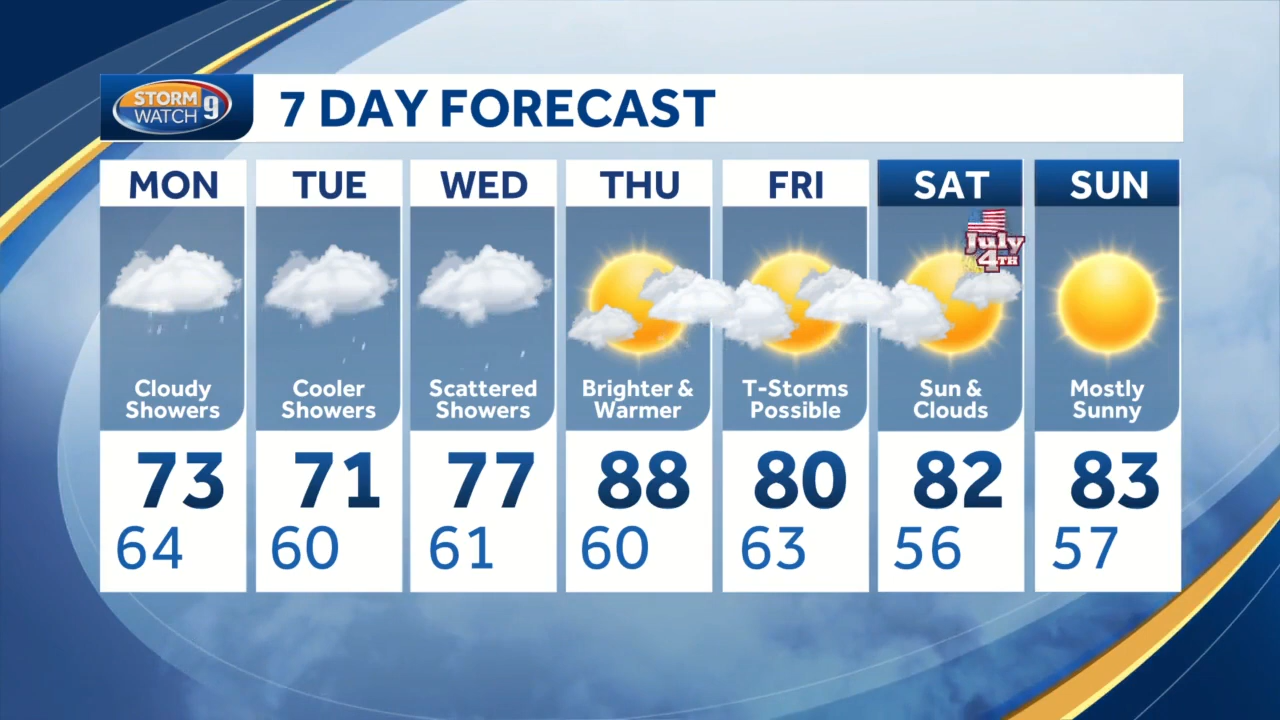 STORM
WATCH 9
7 DAY FORECAST
MON TUE WED THU FRI SAT SUN
July
4TH
Cloudy Cooler Scattered Brighter & T-Storms Sun & Mostly
Showers Showers Showers Warmer Possible Clouds Sunny
73 71 77 88 80 82 83
64 60 61 60 63 56 57